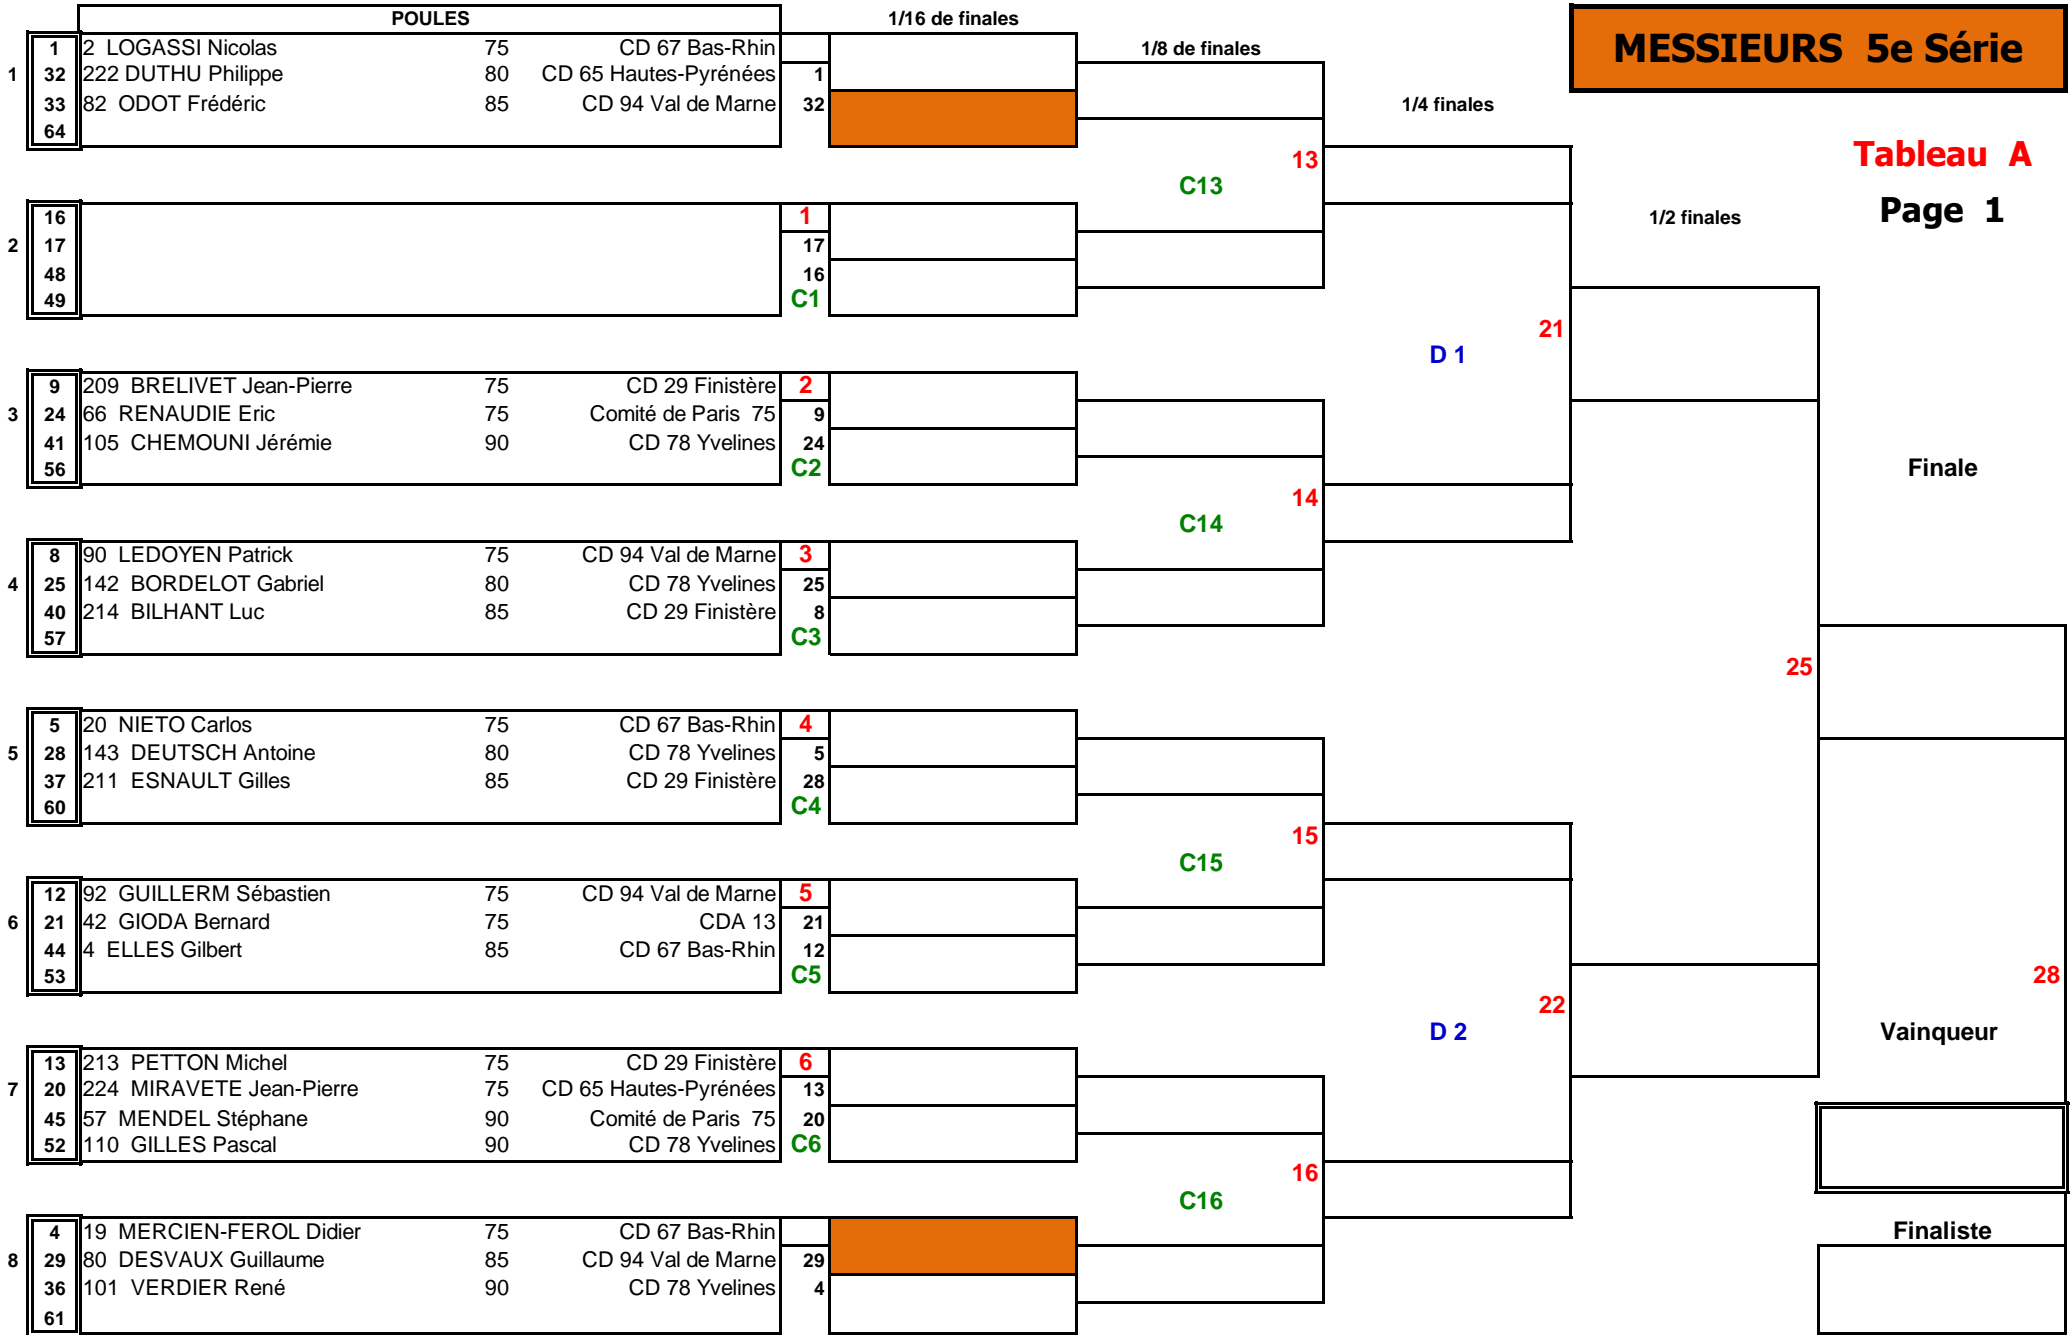 POULES 1/16 de finales
MESSIEURS 5e Série
1 2 LOGASSI Nicolas 75 CD 67 Bas-Rhin 1/8 de finales
1 32 222 DUTHU Philippe 80 CD 65 Hautes-Pyrénées 1
33 82 ODOT Frédéric 85 CD 94 Val de Marne 32 1/4 finales
64
13 Tableau A
C13
16 1 1/2 finales Page 1
2 17 17
48 16
49 C1
21
D 1
9 209 BRELIVET Jean-Pierre 75 CD 29 Finistère 2
3 24 66 RENAUDIE Eric 75 Comité de Paris 75 9
41 105 CHEMOUNI Jérémie 90 CD 78 Yvelines 24
56 C2 Finale
14
C14
8 90 LEDOYEN Patrick 75 CD 94 Val de Marne 3
4 25 142 BORDELOT Gabriel 80 CD 78 Yvelines 25
40 214 BILHANT Luc 85 CD 29 Finistère 8
57 C3
25
5 20 NIETO Carlos 75 CD 67 Bas-Rhin 4
5 28 143 DEUTSCH Antoine 80 CD 78 Yvelines 5
37 211 ESNAULT Gilles 85 CD 29 Finistère 28
60 C4
15
C15
12 92 GUILLERM Sébastien 75 CD 94 Val de Marne 5
6 21 42 GIODA Bernard 75 CDA 13 21
44 4 ELLES Gilbert 85 CD 67 Bas-Rhin 12
53 C5 28
22
D 2 Vainqueur
13 213 PETTON Michel 75 CD 29 Finistère 6
7 20 224 MIRAVETE Jean-Pierre 75 CD 65 Hautes-Pyrénées 13
45 57 MENDEL Stéphane 90 Comité de Paris 75 20
52 110 GILLES Pascal 90 CD 78 Yvelines C6
16
C16
4 19 MERCIEN-FEROL Didier 75 CD 67 Bas-Rhin Finaliste
8 29 80 DESVAUX Guillaume 85 CD 94 Val de Marne 29
36 101 VERDIER René 90 CD 78 Yvelines 4
61